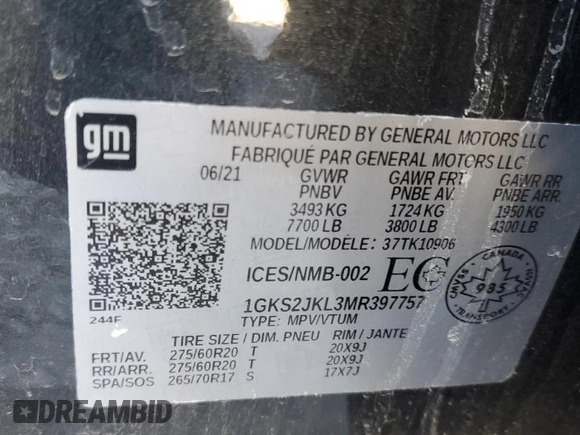 gm
MANUFACTURED BY GENERAL MOTORS LLC
FABRIQUÉ PAR GENERAL MOTORS LLC
06/21 GVWR GAWR FRT GAWR RR
PNBV PNBE AV. PNBE ARR.
3493 KG 1724 KG 1950 KG
7700 LB 3800 LB 4300 LB
MODEL/MODÈLE: 37TK10906
ICES/NMB-002 EC
CANADA
985
TRANSPORT
244F
1GKS2JKL3MR397757
TYPE: MPV/VTUM
TIRE SIZE / DIM. PNEU RIM / JANTE
FRT/AV. 275/60R20 T 20X9J
RR/ARR. 275/60R20 T 20X9J
SPA/SOS 265/70R17 S 17X7J
DREAMBID